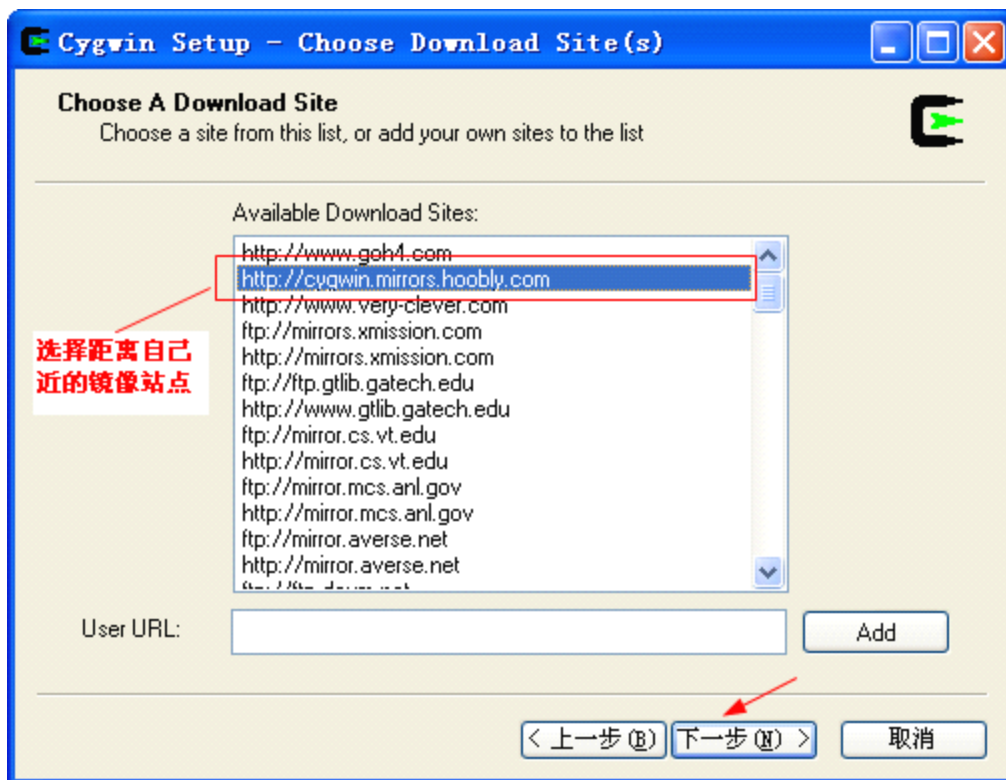 Cygwin Setup - Choose Download Site(s)
Choose A Download Site
Choose a site from this list, or add your own sites to the list
Available Download Sites:
http://www.goh4.com
http://cygwin.mirrors.hoobly.com
http://www.very-clever.com
ftp://mirrors.xmission.com
http://mirrors.xmission.com
ftp://ftp.gtlib.gatech.edu
http://www.gtlib.gatech.edu
ftp://mirror.cs.vt.edu
http://mirror.cs.vt.edu
ftp://mirror.mcs.anl.gov
http://mirror.mcs.anl.gov
ftp://mirror.averse.net
http://mirror.averse.net
选择距离自己
近的镜像站点
User URL:
Add
< 上一步(B)
下一步(N) >
取消